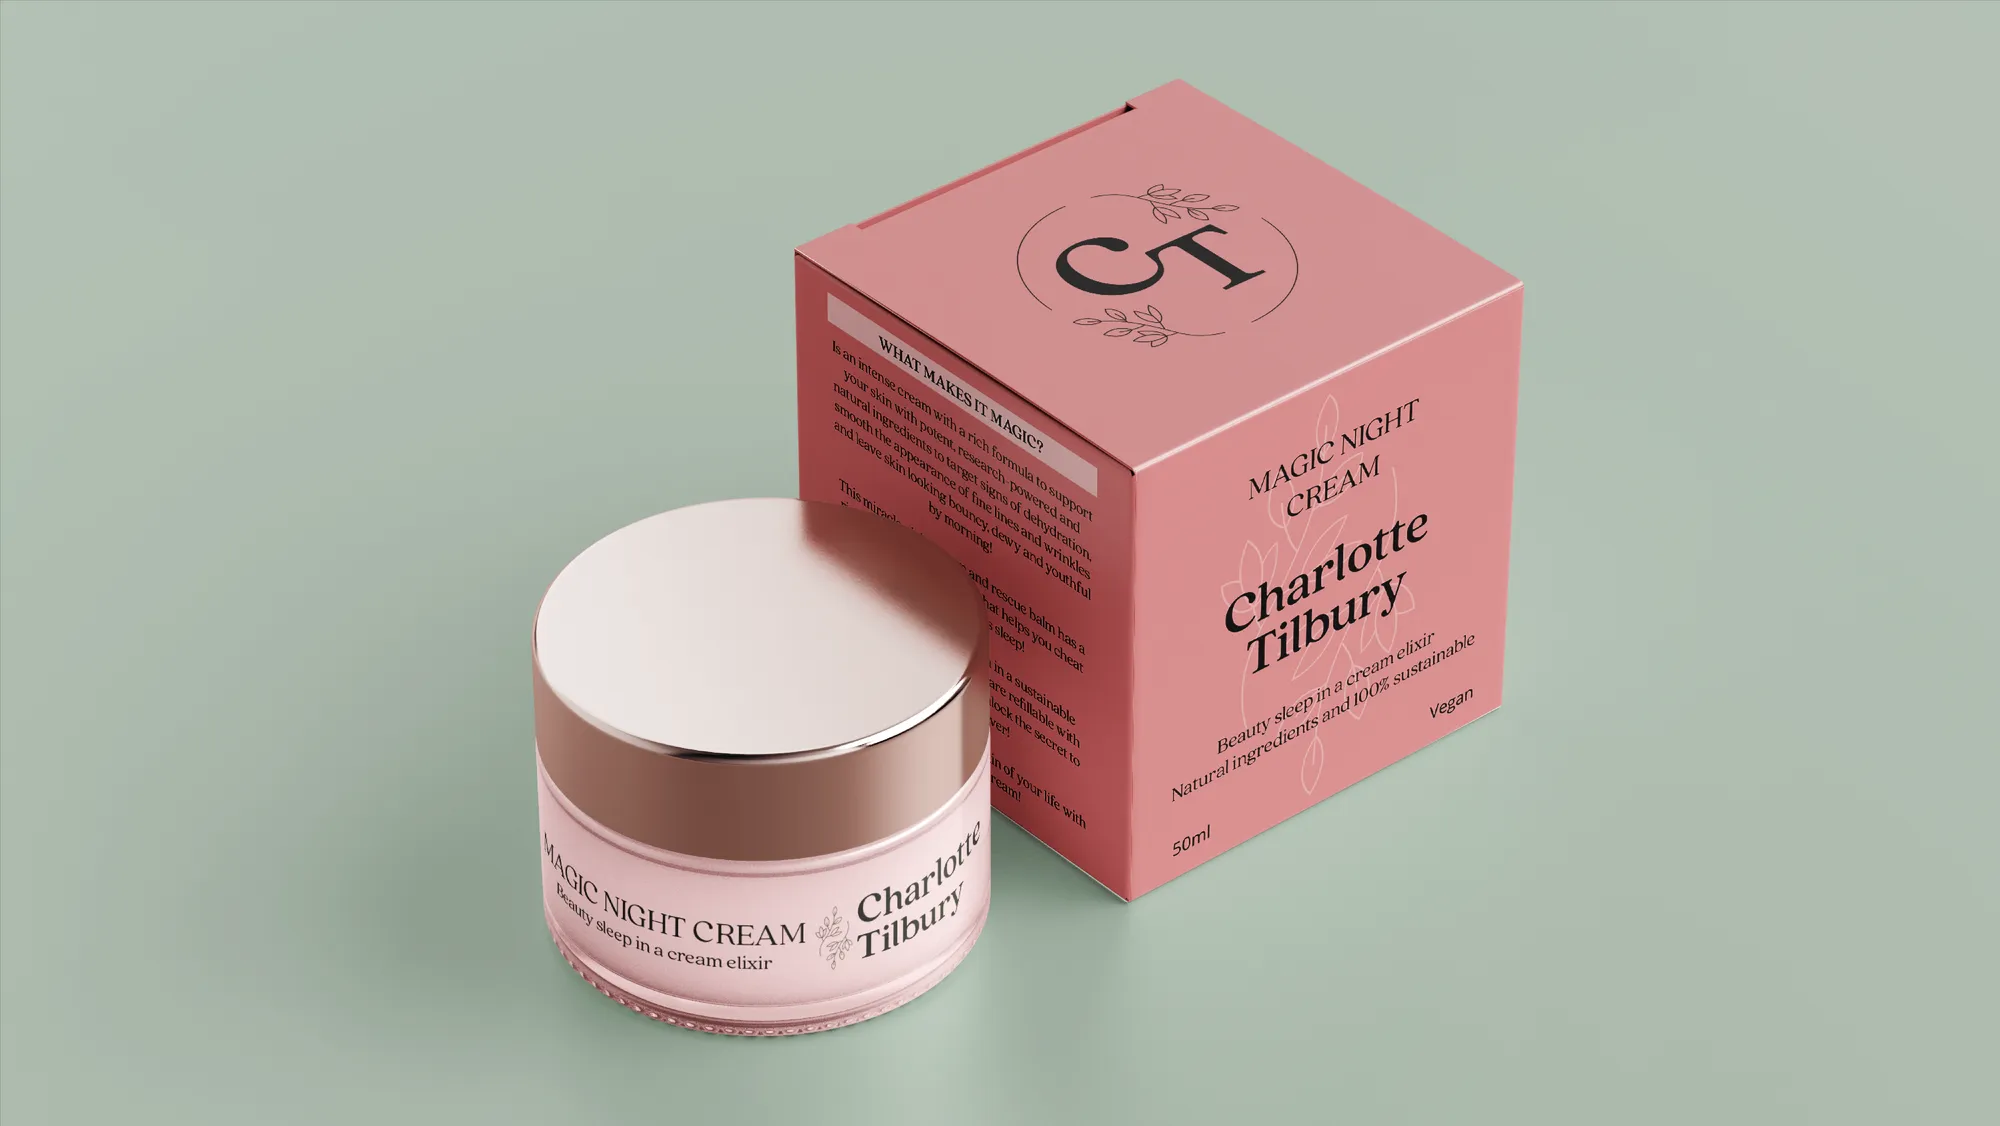 CT
WHAT MAKES IT MAGIC?
Is an intense cream with a rich formula to support
your skin with potent, research-powered and
natural ingredients to target signs of dehydration,
smooth the appearance of fine lines and wrinkles
and leave skin looking bouncy, dewy and youthful
by morning!
This
and rescue balm has a
hat helps you cheat
sleep!
in a sustainable
are refillable with
lock the secret to
ver!
in of your life with
ream!
MAGIC NIGHT
CREAM
Charlotte
Tilbury
Beauty sleep in a cream elixir
Natural ingredients and 100% sustainable
Vegan
50ml
MAGIC NIGHT CREAM
Beauty sleep in a cream elixir
Charlotte
Tilbury